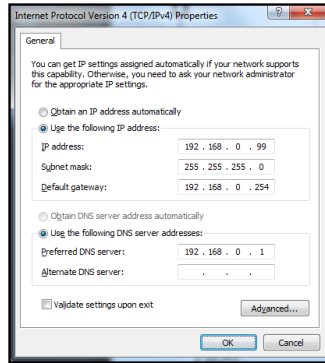 Internet Protocol Version 4 (TCP/IPv4) Properties
General
You can get IP settings assigned automatically if your network supports
this capability. Otherwise, you need to ask your network administrator
for the appropriate IP settings.
Obtain an IP address automatically
Use the following IP address:
IP address: 192 . 168 . 0 . 99
Subnet mask: 255 . 255 . 255 . 0
Default gateway: 192 . 168 . 0 . 254
Obtain DNS server address automatically
Use the following DNS server addresses:
Preferred DNS server: 192 . 168 . 0 . 1
Alternate DNS server: . . .
Validate settings upon exit
Advanced...
OK Cancel